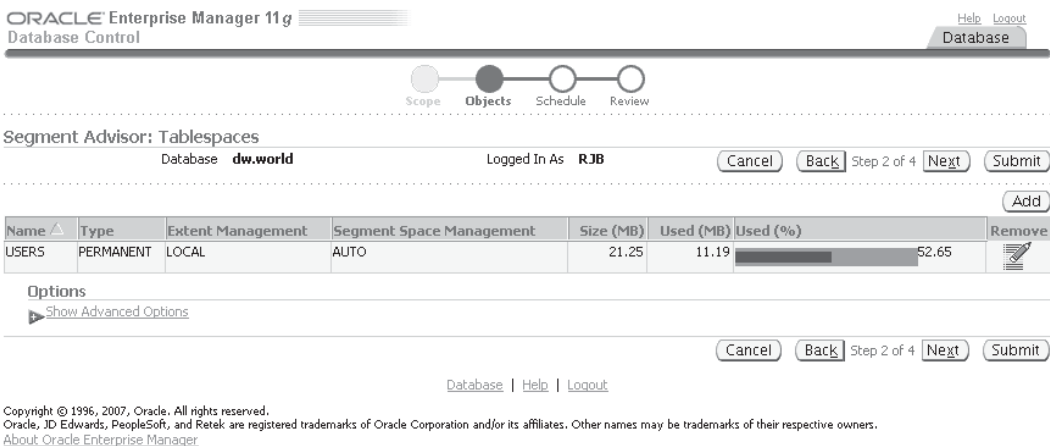 ORACLE Enterprise Manager 11g
Database Control
Help Logout
Database
Scope Objects Schedule Review
Segment Advisor: Tablespaces
Database dw.world Logged In As RJB Cancel Back Step 2 of 4 Next Submit
Add
Name Type Extent Management Segment Space Management Size (MB) Used (MB) Used (%) Remove
USERS PERMANENT LOCAL AUTO 21.25 11.19 52.65
Options
Show Advanced Options
Cancel Back Step 2 of 4 Next Submit
Database | Help | Logout
Copyright © 1996, 2007, Oracle. All rights reserved.
Oracle, JD Edwards, PeopleSoft, and Retek are registered trademarks of Oracle Corporation and/or its affiliates. Other names may be trademarks of their respective owners.
About Oracle Enterprise Manager